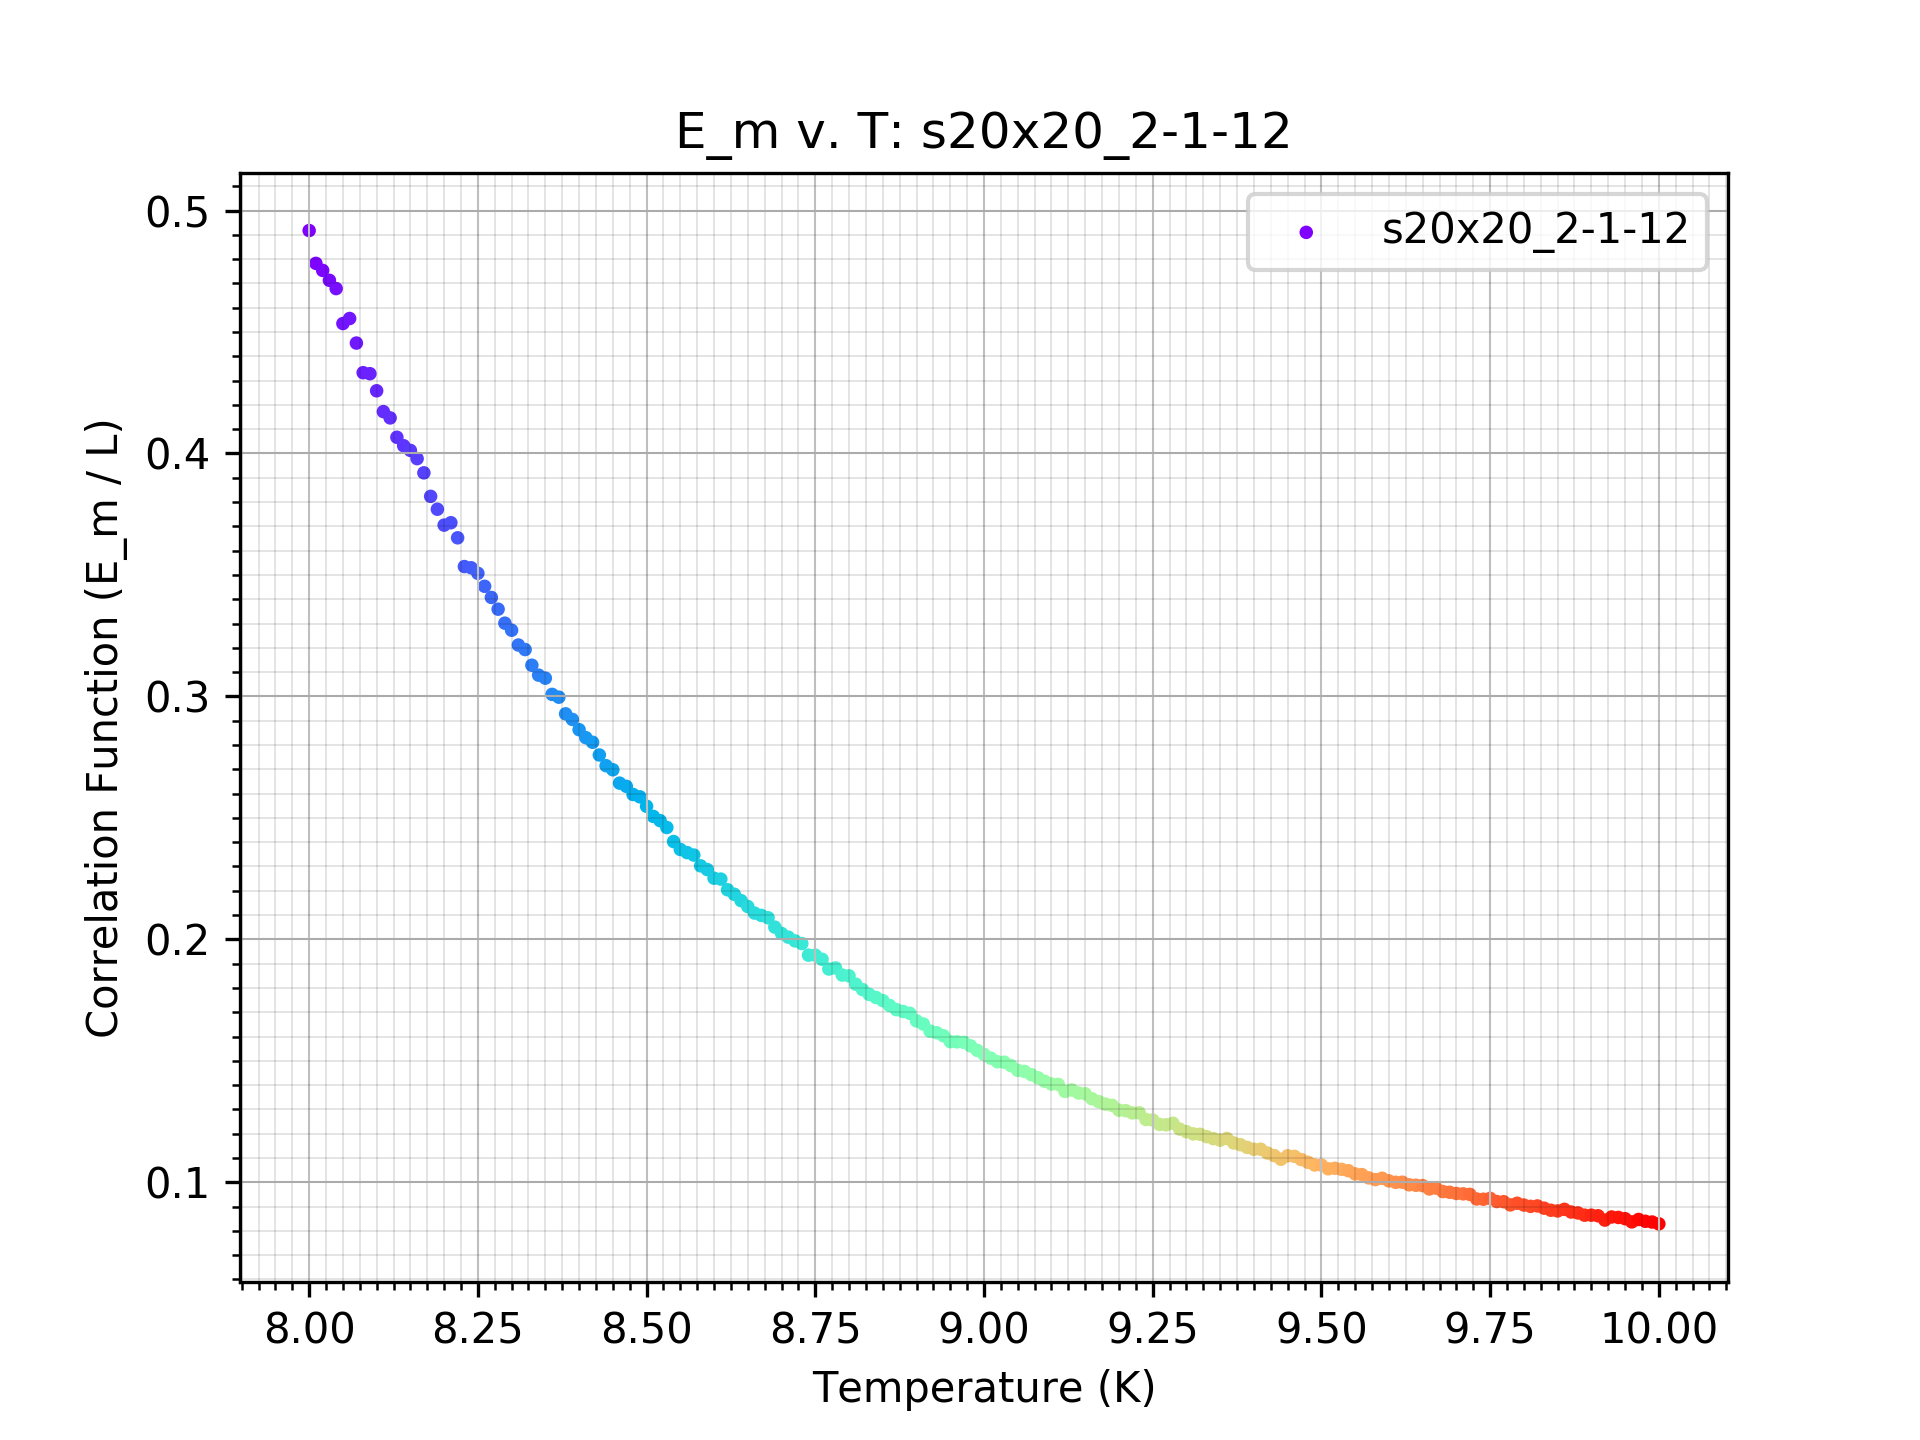 E_m v. T: s20x20_2-1-12
s20x20_2-1-12
Correlation Function (E_m / L)
0.5
0.4
0.3
0.2
0.1
8.00 8.25 8.50 8.75 9.00 9.25 9.50 9.75 10.00
Temperature (K)